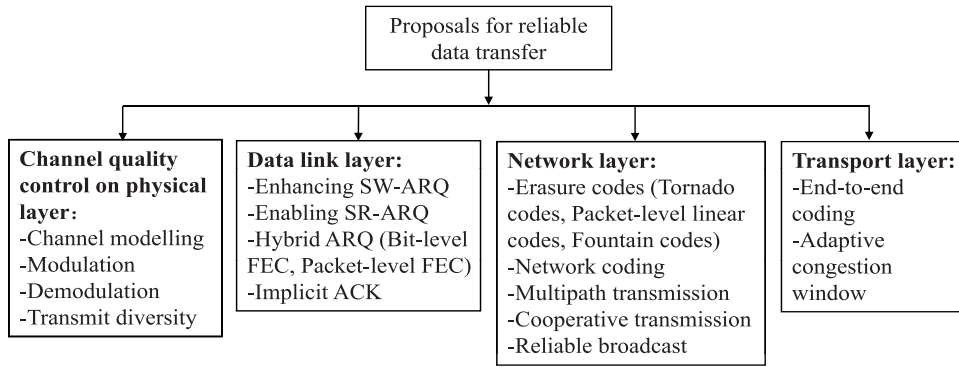 Proposals for reliable
data transfer
Channel quality
control on physical
layer：
-Channel modelling
-Modulation
-Demodulation
-Transmit diversity
Data link layer:
-Enhancing SW-ARQ
-Enabling SR-ARQ
-Hybrid ARQ (Bit-level
FEC, Packet-level FEC)
-Implicit ACK
Network layer:
-Erasure codes (Tornado
codes, Packet-level linear
codes, Fountain codes)
-Network coding
-Multipath transmission
-Cooperative transmission
-Reliable broadcast
Transport layer:
-End-to-end
coding
-Adaptive
congestion
window